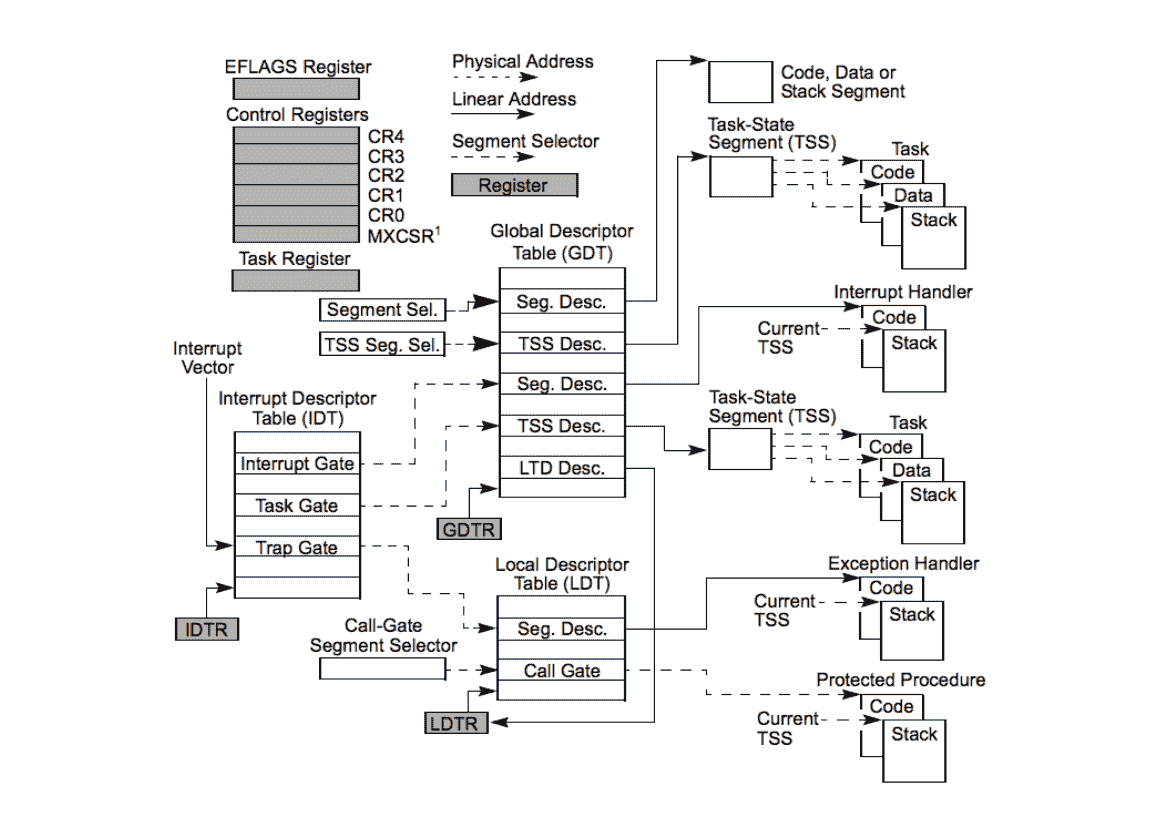 EFLAGS Register
Control Registers
CR4
CR3
CR2
CR1
CR0
MXCSR1
Task Register
Physical Address
Linear Address
Segment Selector
Register
Code, Data or
Stack Segment
Task-State
Segment (TSS)
Task
Code
Data
Stack
Global Descriptor
Table (GDT)
Segment Sel.
Seg. Desc.
TSS Seg. Sel.
TSS Desc.
Seg. Desc.
TSS Desc.
LTD Desc.
GDTR
Interrupt Handler
Code
Current
TSS
Stack
Interrupt
Vector
Interrupt Descriptor
Table (IDT)
Interrupt Gate
Task Gate
Trap Gate
IDTR
Task-State
Segment (TSS)
Task
Code
Data
Stack
Local Descriptor
Table (LDT)
Seg. Desc.
Call Gate
Call-Gate
Segment Selector
LDTR
Exception Handler
Code
Current
TSS
Stack
Protected Procedure
Code
Current
TSS
Stack